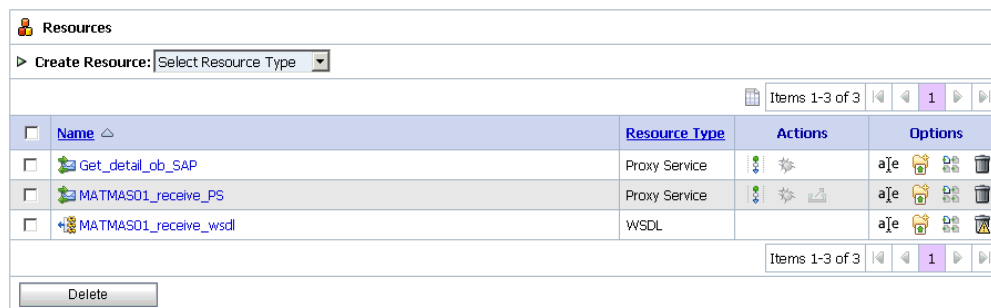 Resources
Create Resource: Select Resource Type
Items 1-3 of 3 1
Name Resource Type Actions Options
Get_detail_ob_SAP Proxy Service
MATMAS01_receive_PS Proxy Service
MATMAS01_receive_wsdl WSDL
Items 1-3 of 3 1
Delete